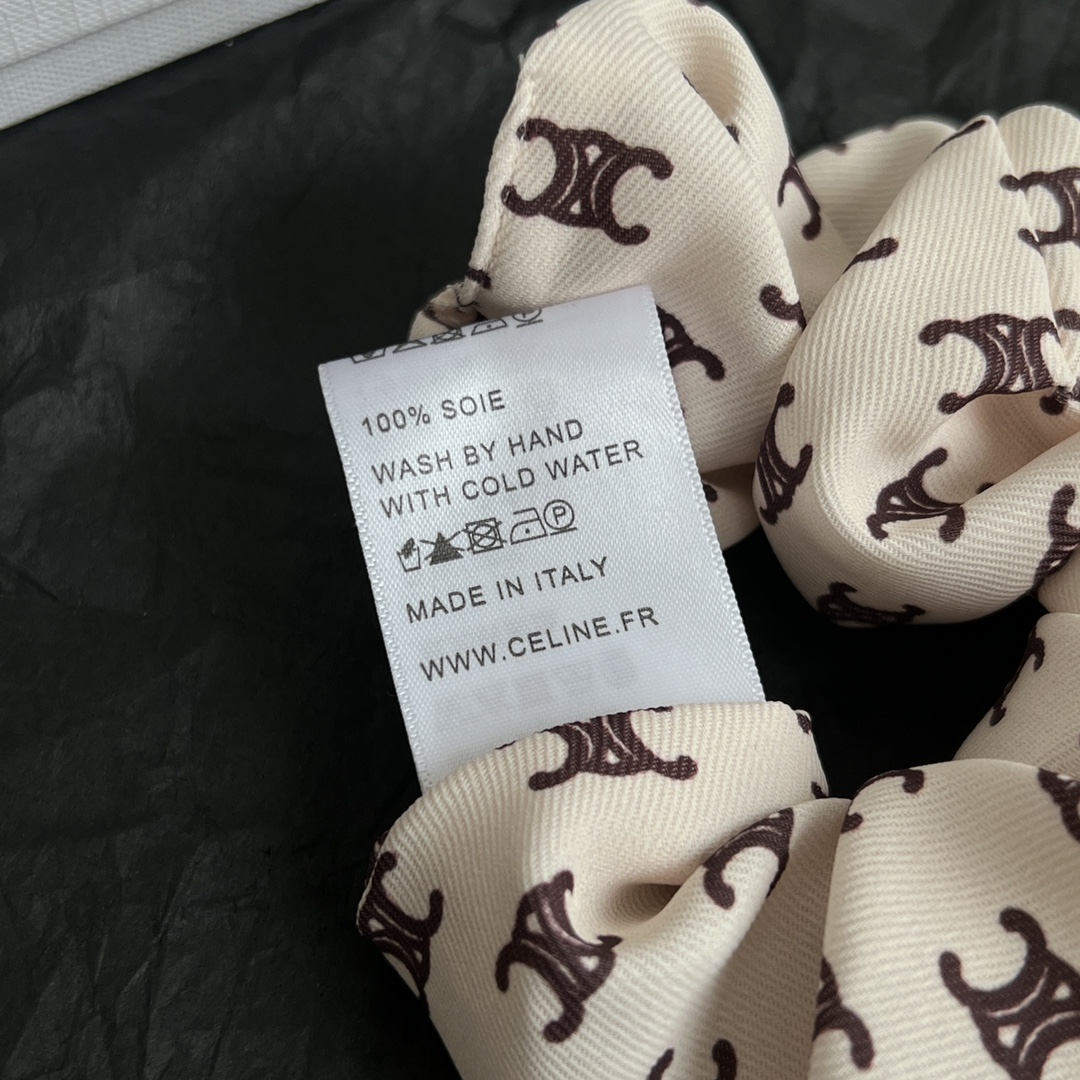 100% SOIE
WASH BY HAND
WITH COLD WATER
P
MADE IN ITALY
WWW.CELINE.FR